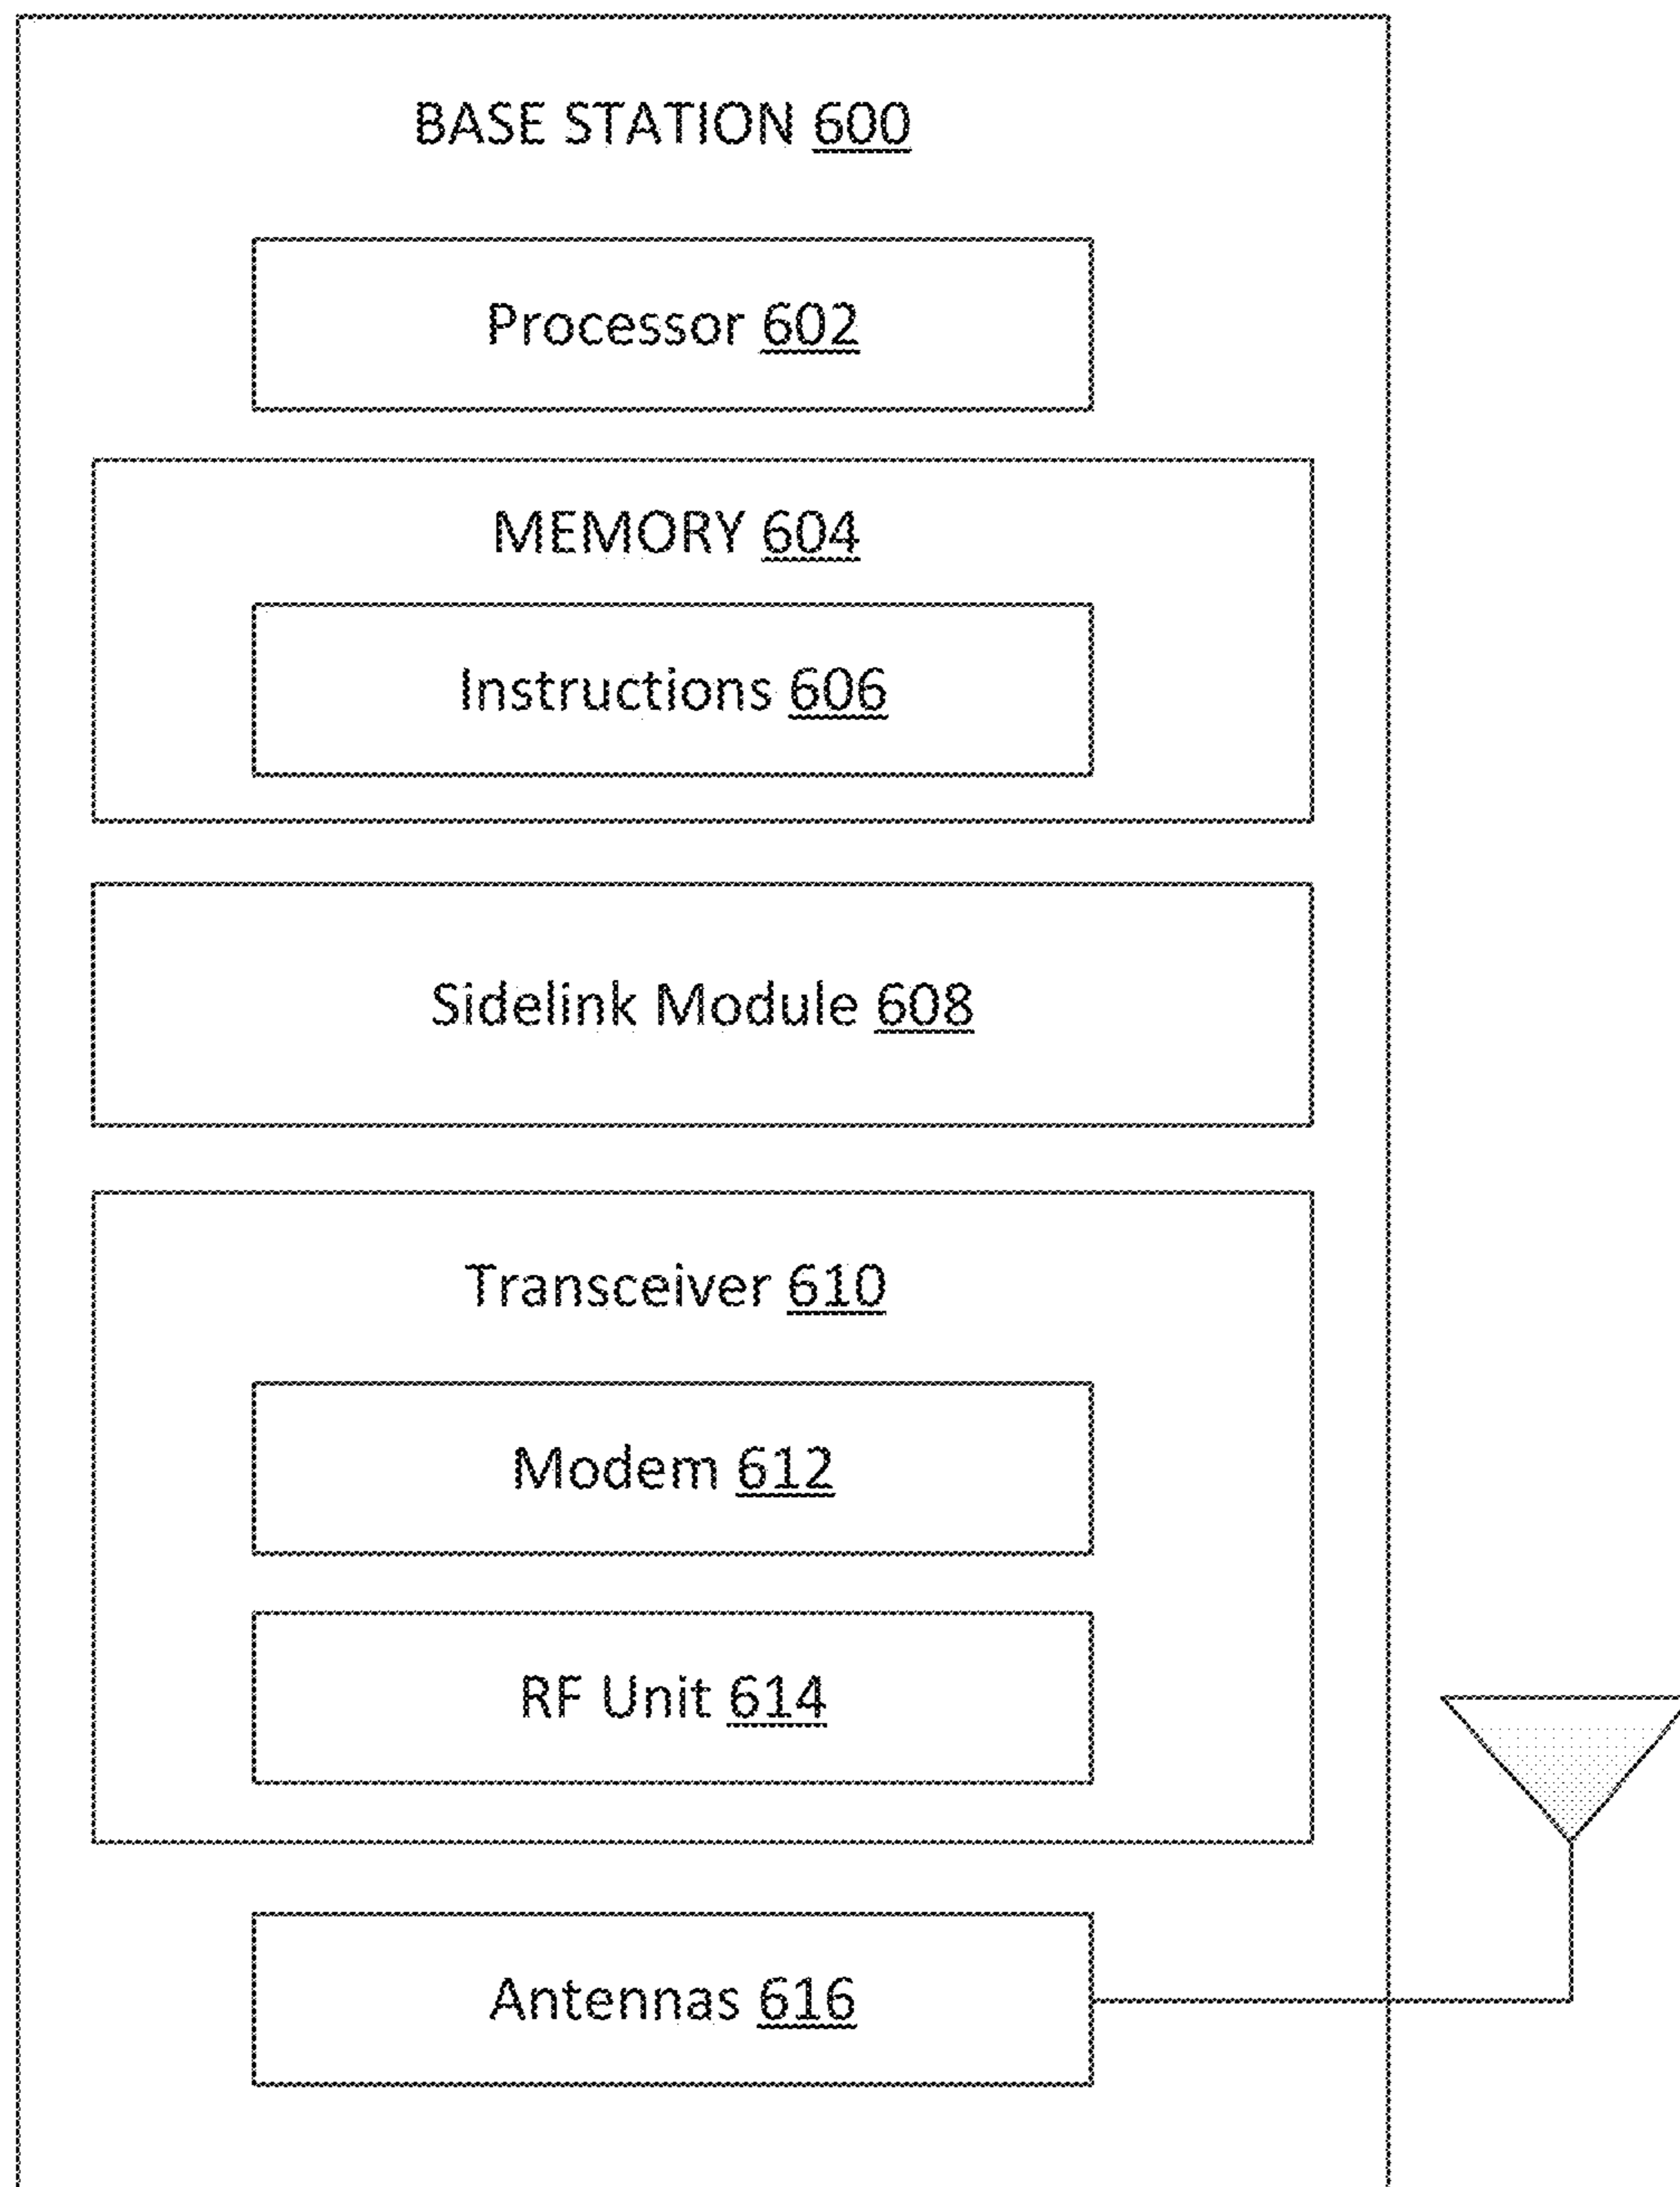 BASE STATION 600
Processor 602
MEMORY 604
Instructions 606
Sidelink Module 608
Transceiver 610
Modem 612
RF Unit 614
Antennas 616